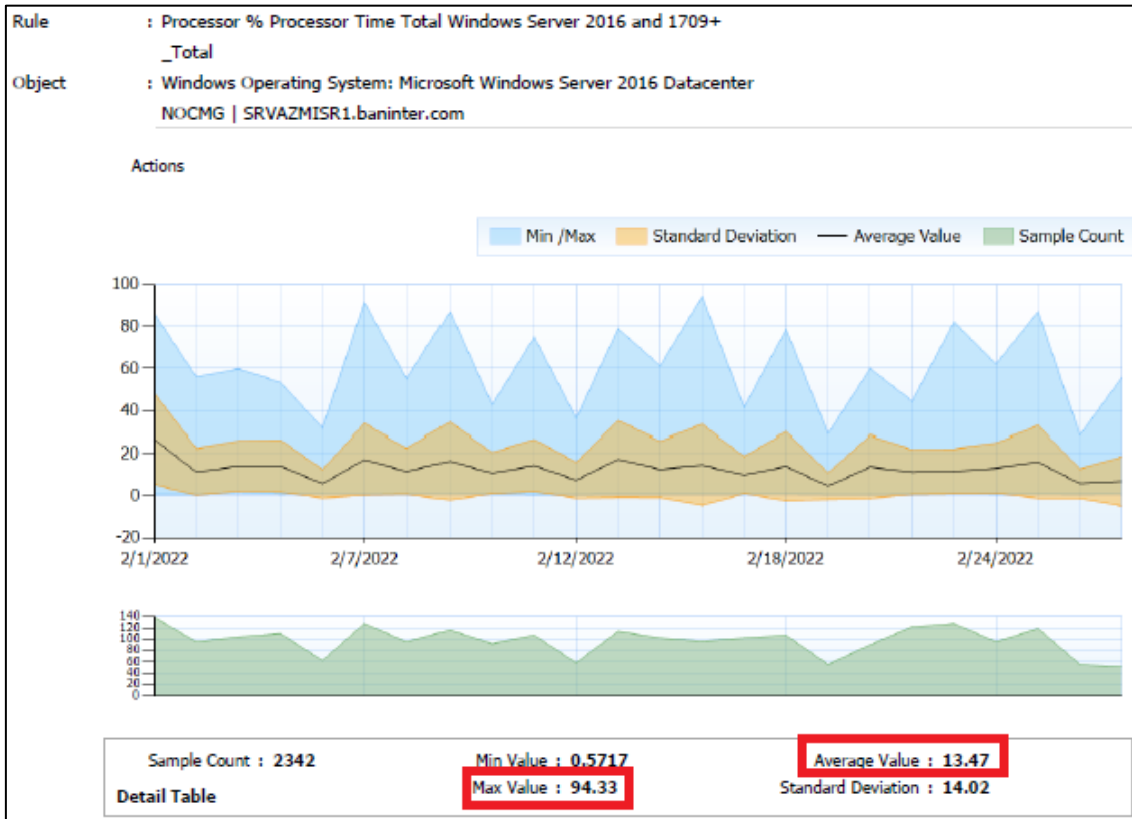 Rule : Processor % Processor Time Total Windows Server 2016 and 1709+
_Total
Object : Windows Operating System: Microsoft Windows Server 2016 Datacenter
NOCMG | SRVAZMISR1.baninter.com
Actions
Min /Max Standard Deviation Average Value Sample Count
100
80
60
40
20
0
-20
2/1/2022 2/7/2022 2/12/2022 2/18/2022 2/24/2022
140
120
100
80
60
40
20
0
Sample Count : 2342 Min Value : 0.5717 Average Value : 13.47
Detail Table Max Value : 94.33 Standard Deviation : 14.02